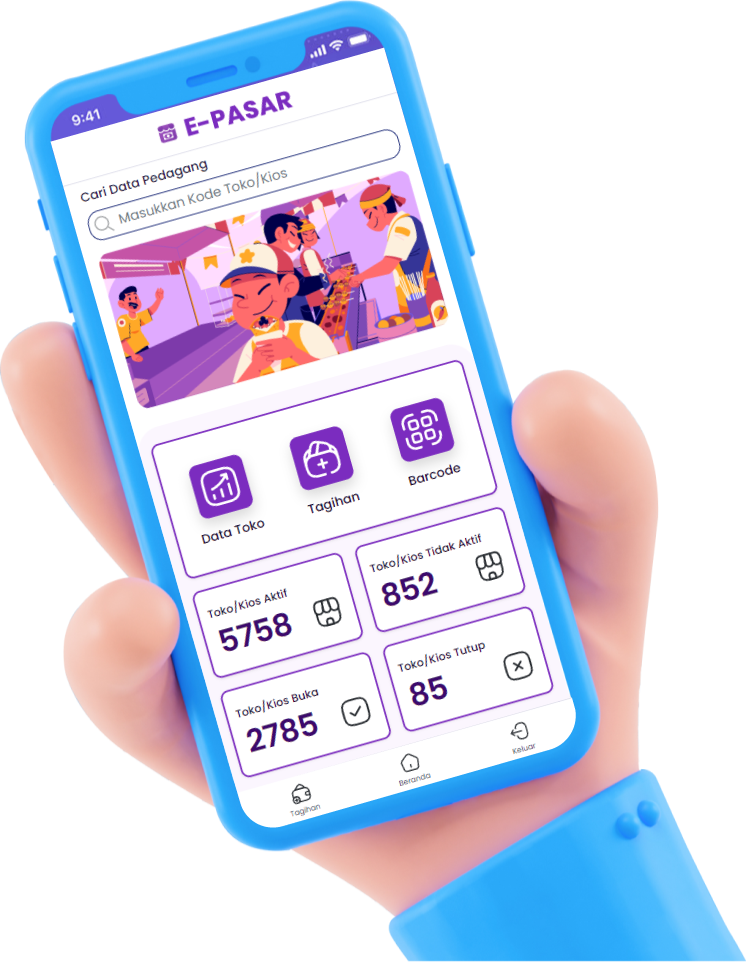 9:41
E-PASAR
Cari Data Pedagang
Masukkan Kode Toko/Kios
Data Toko
Tagihan
Barcode
Toko/Kios Aktif
5758
Toko/Kios Tidak Aktif
852
Toko/Kios Buka
2785
Toko/Kios Tutup
85
Tagihan
Beranda
Keluar